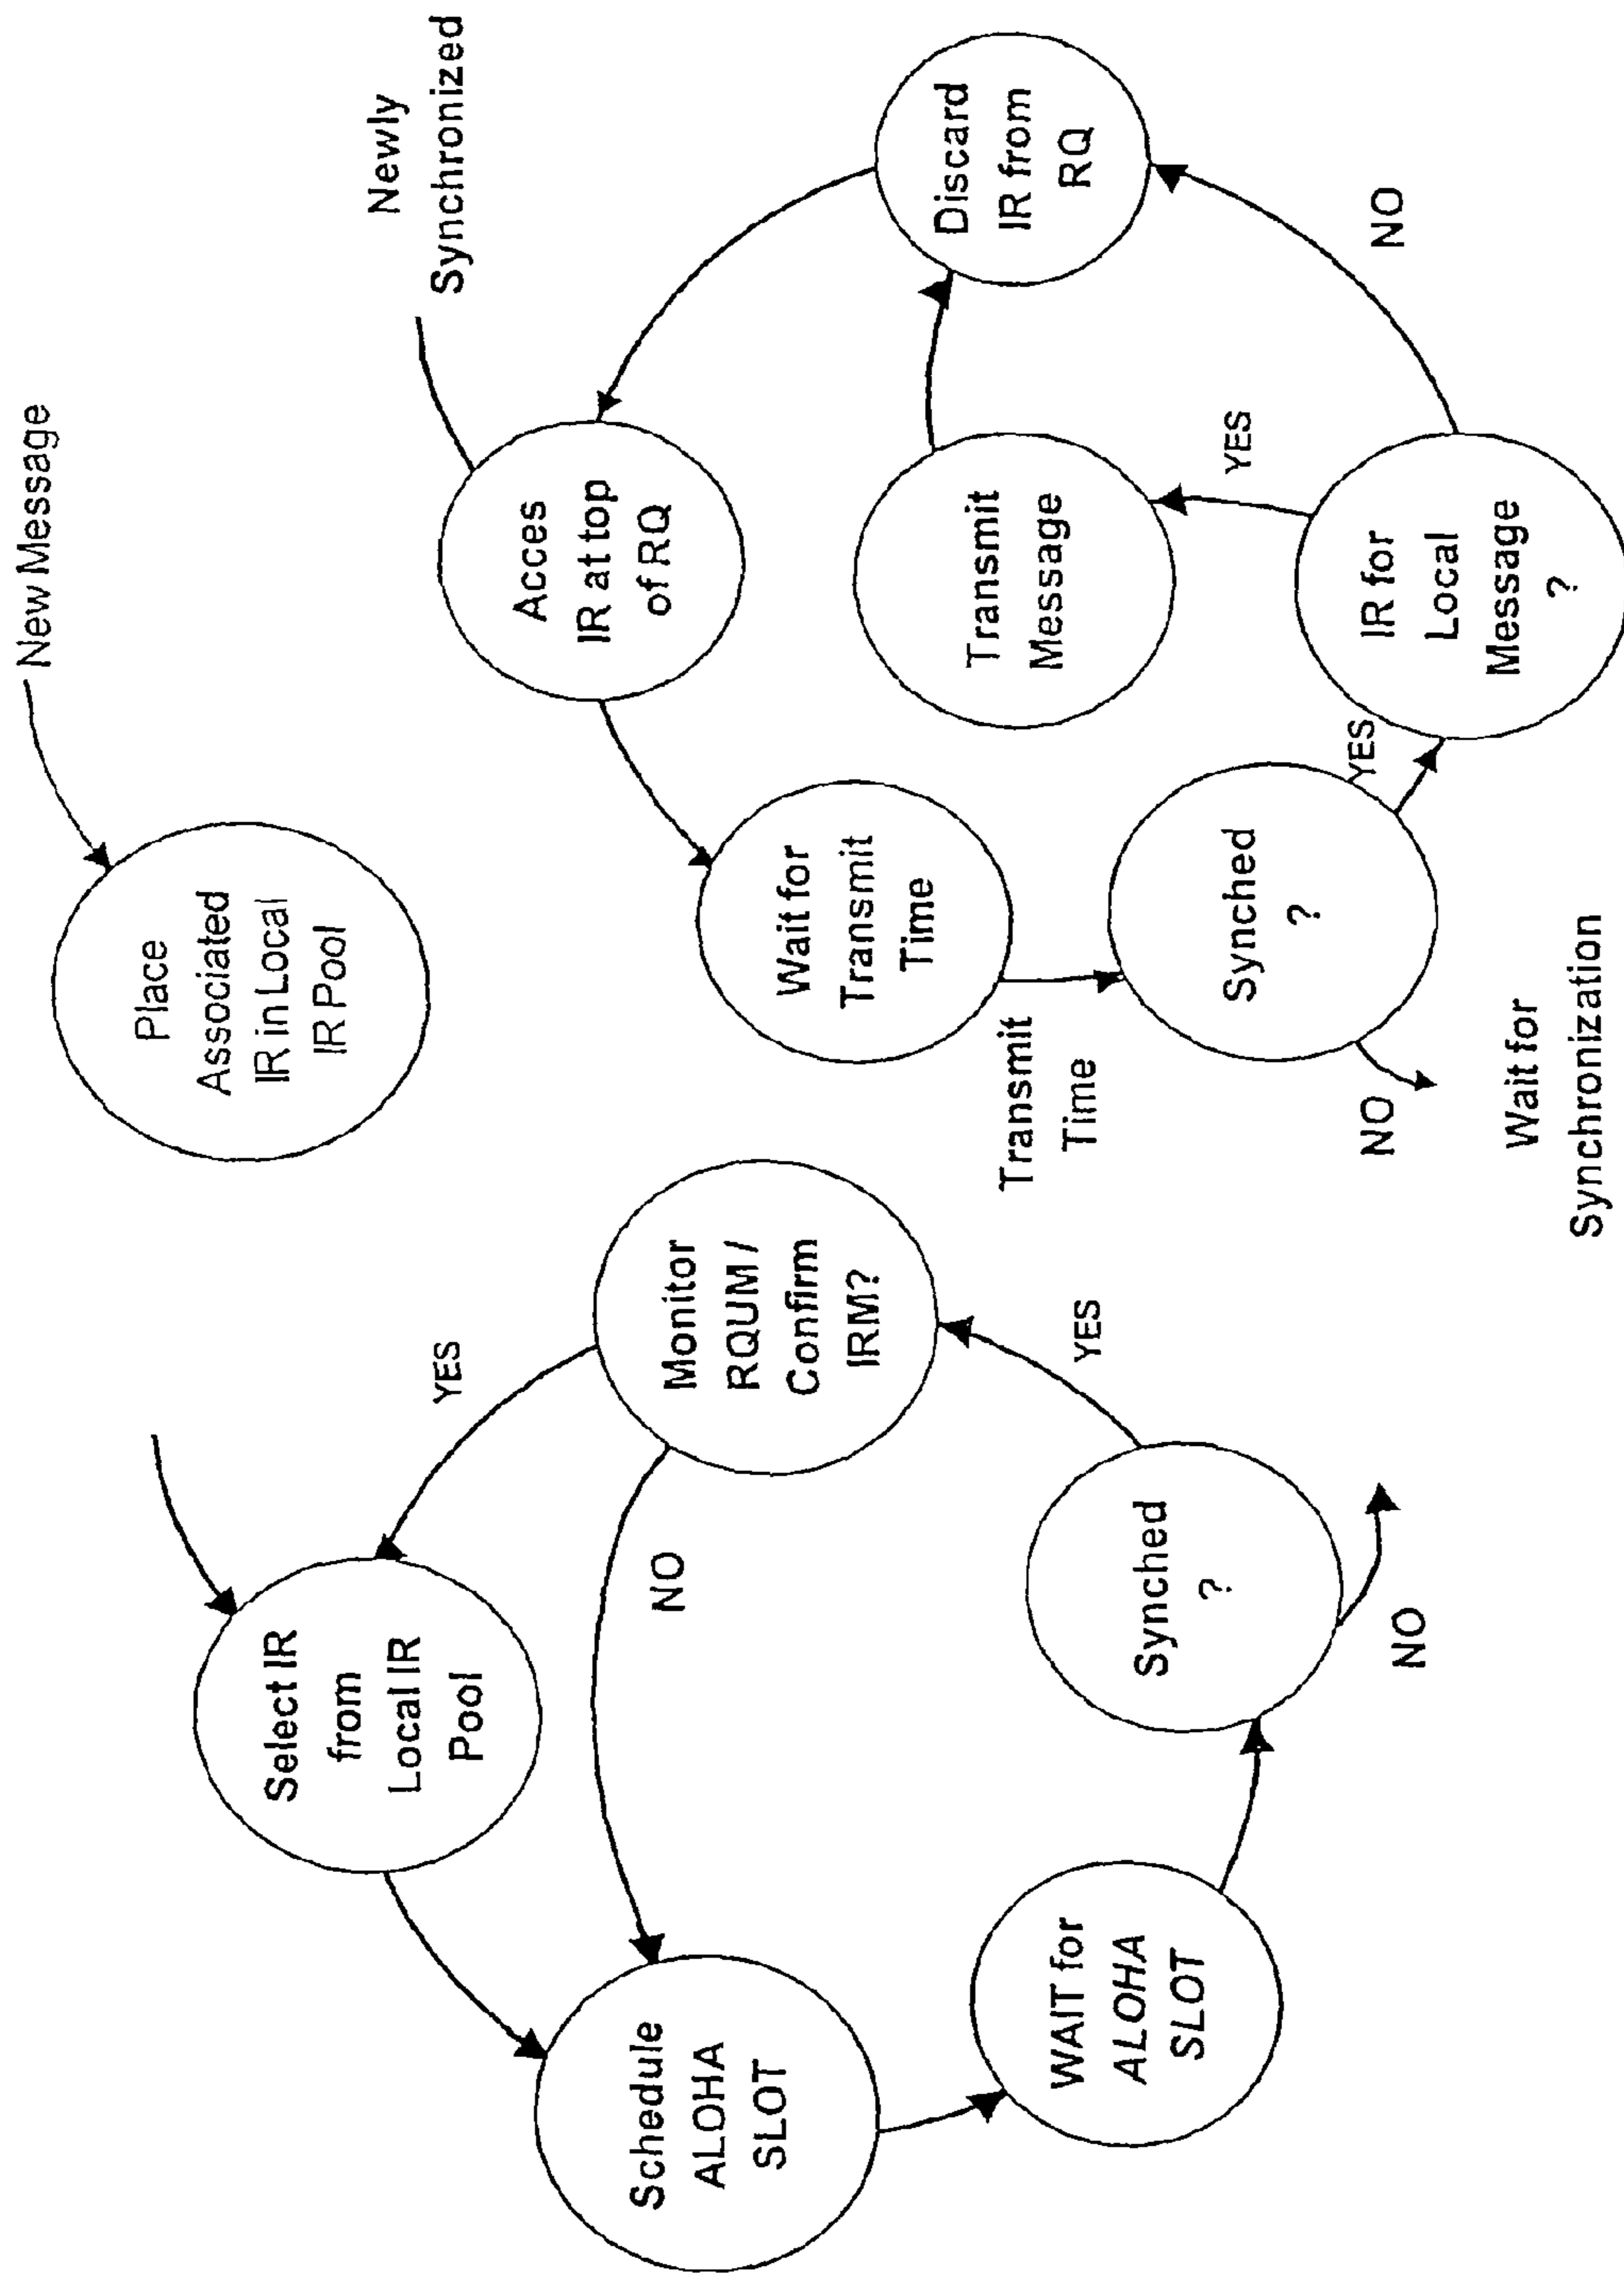 New Message
Place
Associated
IR in Local
IR Pool
Select IR
from
Local IR
Pool
YES
NO
Schedule
ALOHA
SLOT
Monitor
RQUM /
Confirm
IRM?
WAIT for
ALOHA
SLOT
Synched
?
YES
NO
Newly
Synchronized
Acces
IR at top
of RQ
Wait for
Transmit
Time
Transmit
Time
Synched
?
YES
NO
Wait for
Synchronization
IR for
Local
Message
?
YES
NO
Transmit
Message
Discard
IR from
RQ